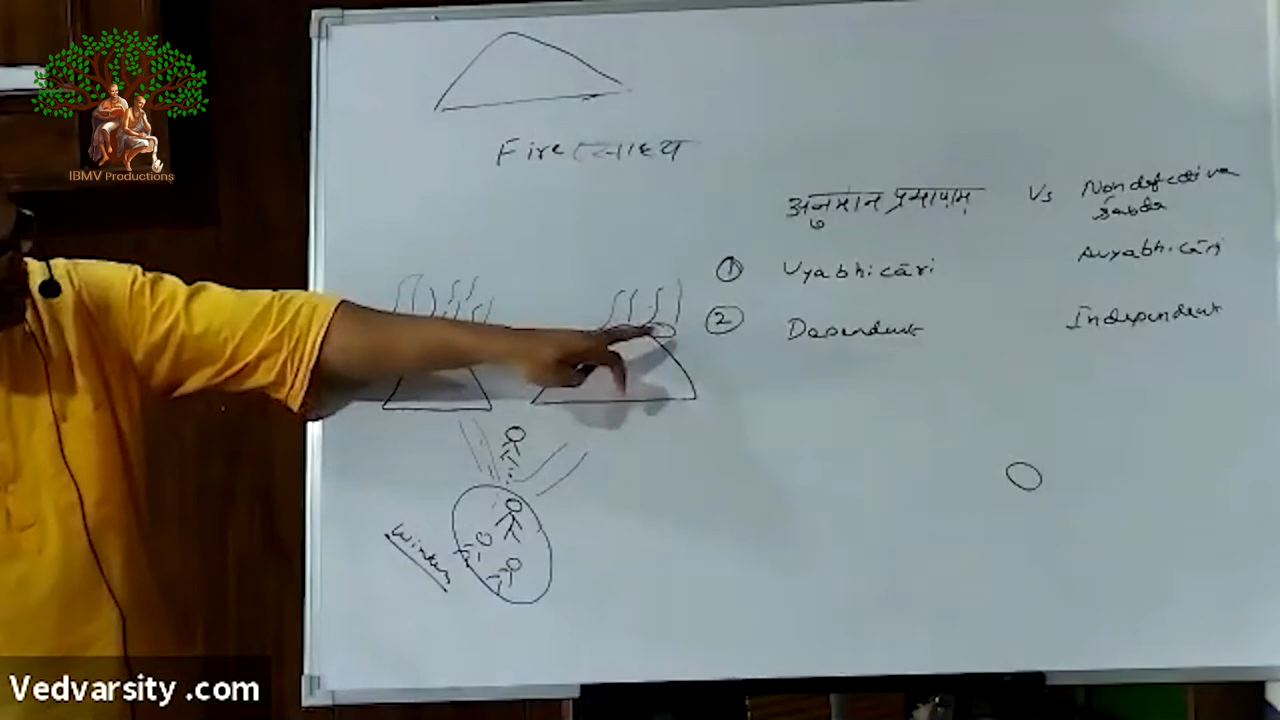 IBMV Productions
Fire साध्य
अनुमान प्रमाणम् Vs Nondefective
śabda
① Vyabhicāri Avyabhicāri
② Dependent Independent
Winter
Vedvarsity .com